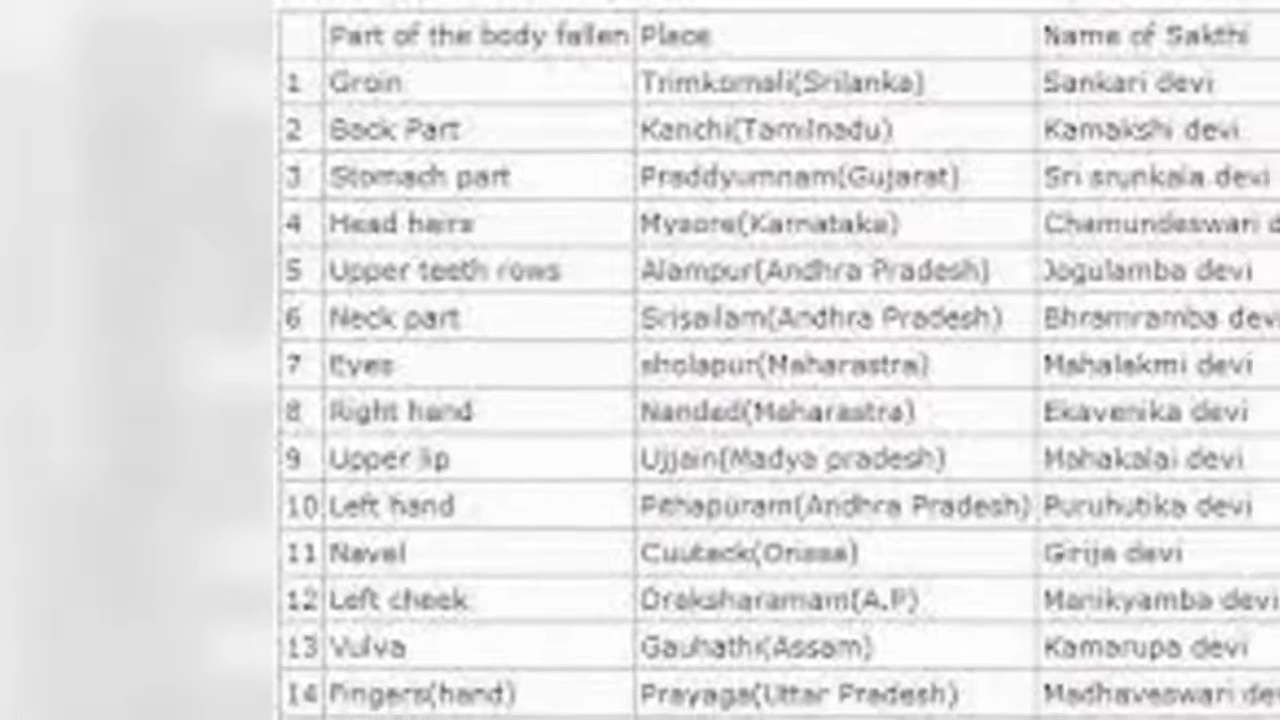 Part of the body fallen Place Name of Sakthi
1 Groin Trimkomali(Srilanka) Sankari devi
2 Back Part Kanchi(Tamilnadu) Kamakshi devi
3 Stomach part Praddyumnam(Gujarat) Sri srunkala devi
4 Head hairs Mysore(Karnataka) Chamundeswari d
5 Upper teeth rows Alampur(Andhra Pradesh) Jogulamba devi
6 Neck part Srisailam(Andhra Pradesh) Bhramramba devi
7 Eyes sholapur(Maharastra) Mahalakmi devi
8 Right hand Nanded(Maharastra) Ekavenika devi
9 Upper lip Ujjain(Madya pradesh) Mahakalai devi
10 Left hand Pithapuram(Andhra Pradesh) Puruhutika devi
11 Navel Cuuteck(Orissa) Girija devi
12 Left cheek Draksharamam(A.P) Manikyamba devi
13 Vulva Gauhathi(Assam) Kamarupa devi
14 Fingers(hand) Prayaga(Uttar Pradesh) Madhaveswari de